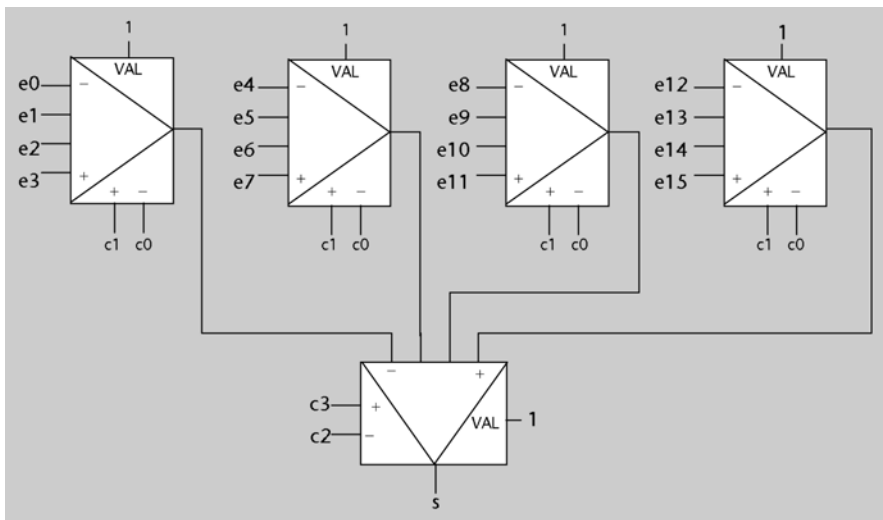 1 1 1 1
VAL VAL VAL VAL
e0 − e4 − e8 − e12 −
e1 e5 e9 e13
e2 e6 e10 e14
e3 + e7 + e11 + e15 +
+ − + − + − + −
c1 c0 c1 c0 c1 c0 c1 c0
− +
c3 +
VAL 1
c2 −
s